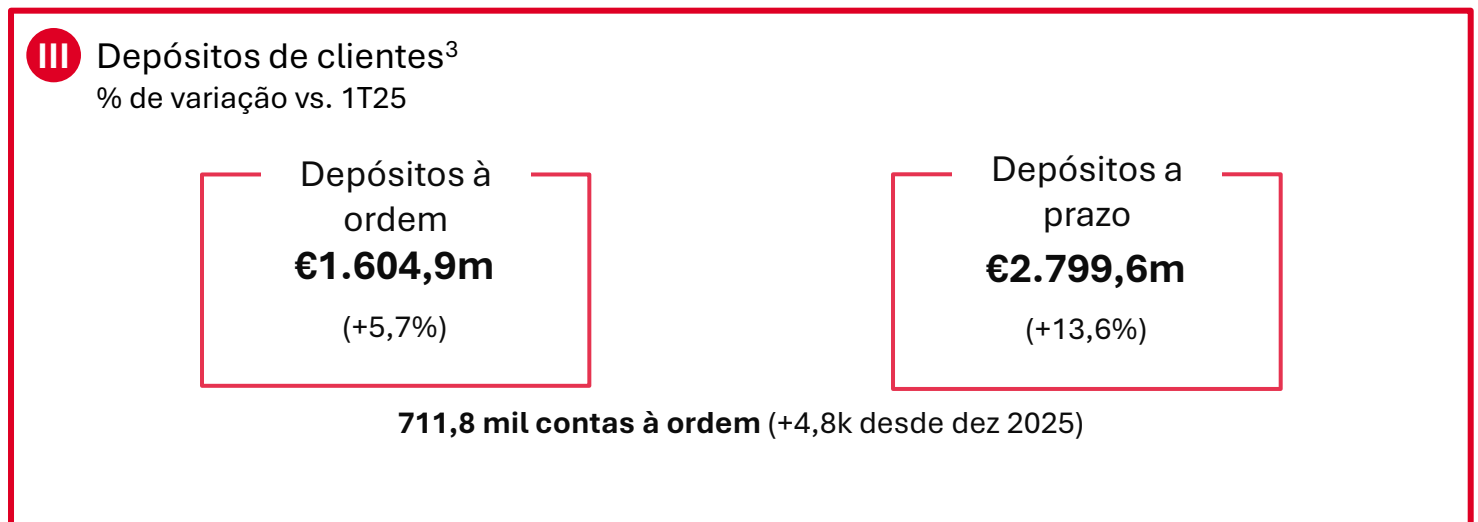 III Depósitos de clientes³
% de variação vs. 1T25
Depósitos à
ordem
€1.604,9m
(+5,7%)
Depósitos a
prazo
€2.799,6m
(+13,6%)
711,8 mil contas à ordem (+4,8k desde dez 2025)